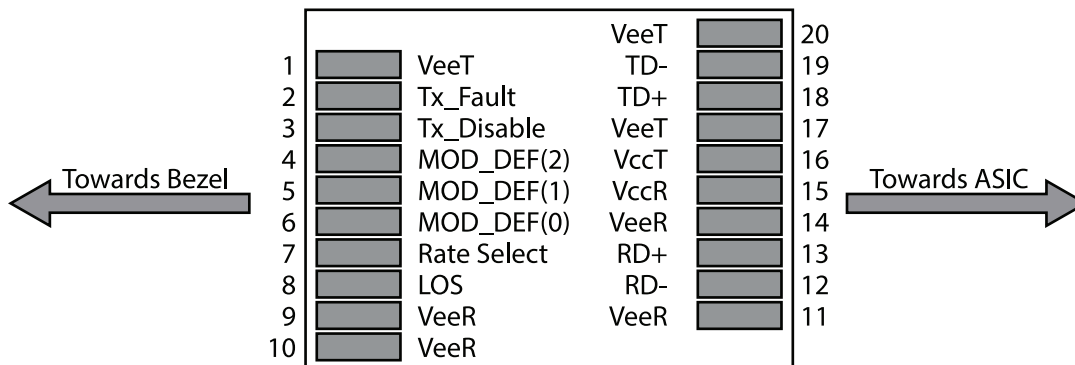 VeeT 20
1 VeeT TD- 19
2 Tx_Fault TD+ 18
3 Tx_Disable VeeT 17
4 MOD_DEF(2) VccT 16
Towards Bezel 5 MOD_DEF(1) VccR 15 Towards ASIC
6 MOD_DEF(0) VeeR 14
7 Rate Select RD+ 13
8 LOS RD- 12
9 VeeR VeeR 11
10 VeeR